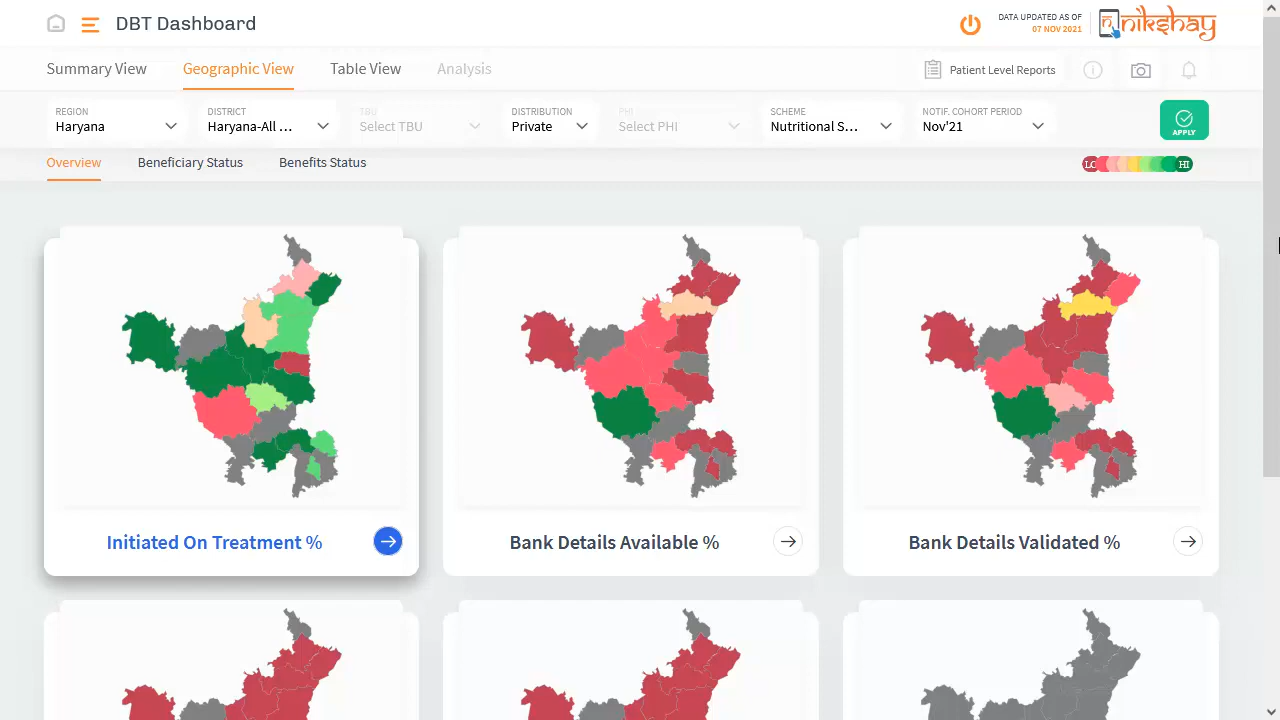 DBT Dashboard
DATA UPDATED AS OF
07 NOV 2021
nikshay
Summary View
Geographic View
Table View
Analysis
Patient Level Reports
REGION
Haryana
DISTRICT
Haryana-All ...
TBU
Select TBU
DISTRIBUTION
Private
PHI
Select PHI
SCHEME
Nutritional S...
NOTIF. COHORT PERIOD
Nov'21
APPLY
Overview
Beneficiary Status
Benefits Status
LO
HI
Initiated On Treatment %
Bank Details Available %
Bank Details Validated %